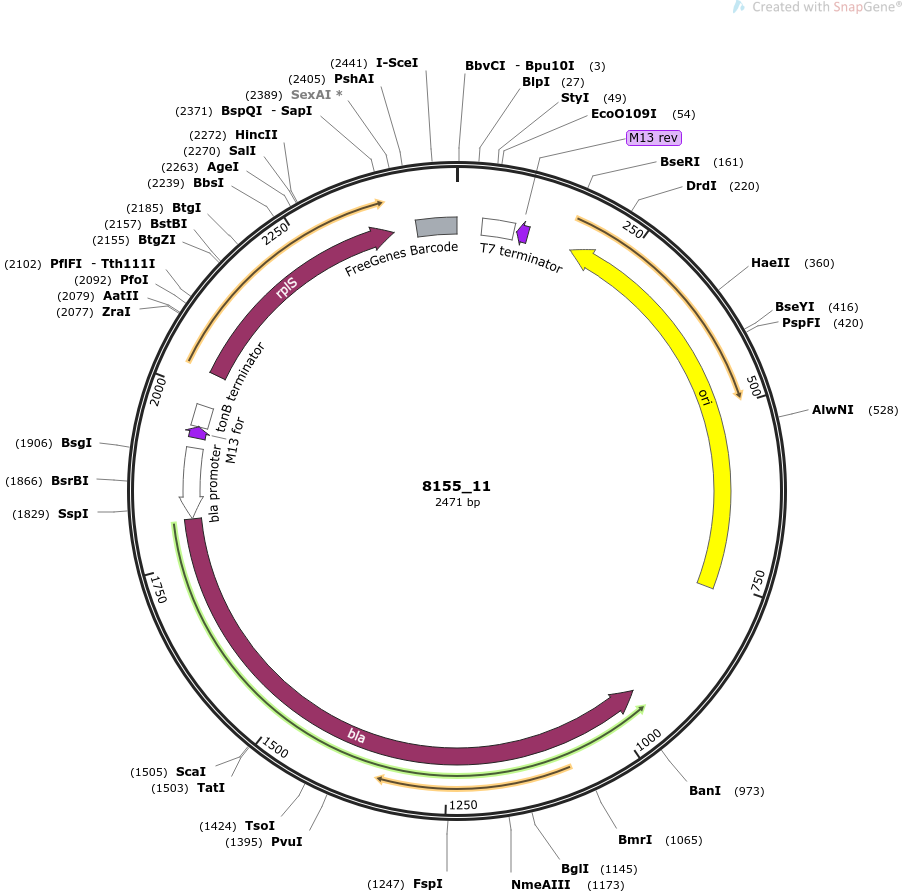 Created with SnapGene®
(2441) I-SceI
(2405) PshAI
(2389) SexAI *
(2371) BspQI - SapI
(2272) HincII
(2270) SalI
(2263) AgeI
(2239) BbsI
(2185) BtgI
(2157) BstBI
(2155) BtgZI
(2102) PflFI - Tth111I
(2092) PfoI
(2079) AatII
(2077) ZraI
(1906) BsgI
(1866) BsrBI
(1829) SspI
(1505) ScaI
(1503) TatI
(1424) TsoI
(1395) PvuI
(1247) FspI
BbvCI - Bpu10I (3)
BlpI (27)
StyI (49)
EcoO109I (54)
M13 rev
BseRI (161)
DrdI (220)
HaeII (360)
BseYI (416)
PspFI (420)
AlwNI (528)
BanI (973)
BmrI (1065)
BglI (1145)
NmeAIII (1173)
250
500
750
1000
1250
1500
1750
2000
2250
FreeGenes Barcode
T7 terminator
ori
rplS
tonB terminator
M13 for
bla promoter
bla
8155_11
2471 bp